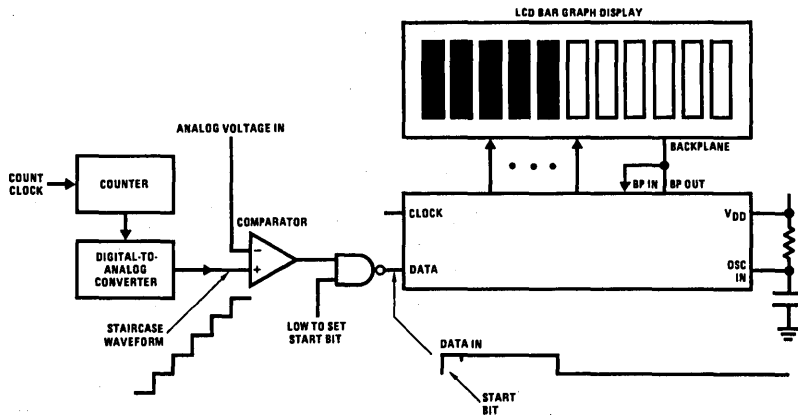 LCD BAR GRAPH DISPLAY
ANALOG VOLTAGE IN
BACKPLANE
COUNT
CLOCK
COUNTER
BP IN
BP OUT
COMPARATOR
CLOCK
VDD
DIGITAL-TO-
ANALOG
CONVERTER
−
+
DATA
OSC
IN
STAIRCASE
WAVEFORM
LOW TO SET
START BIT
DATA IN
START
BIT